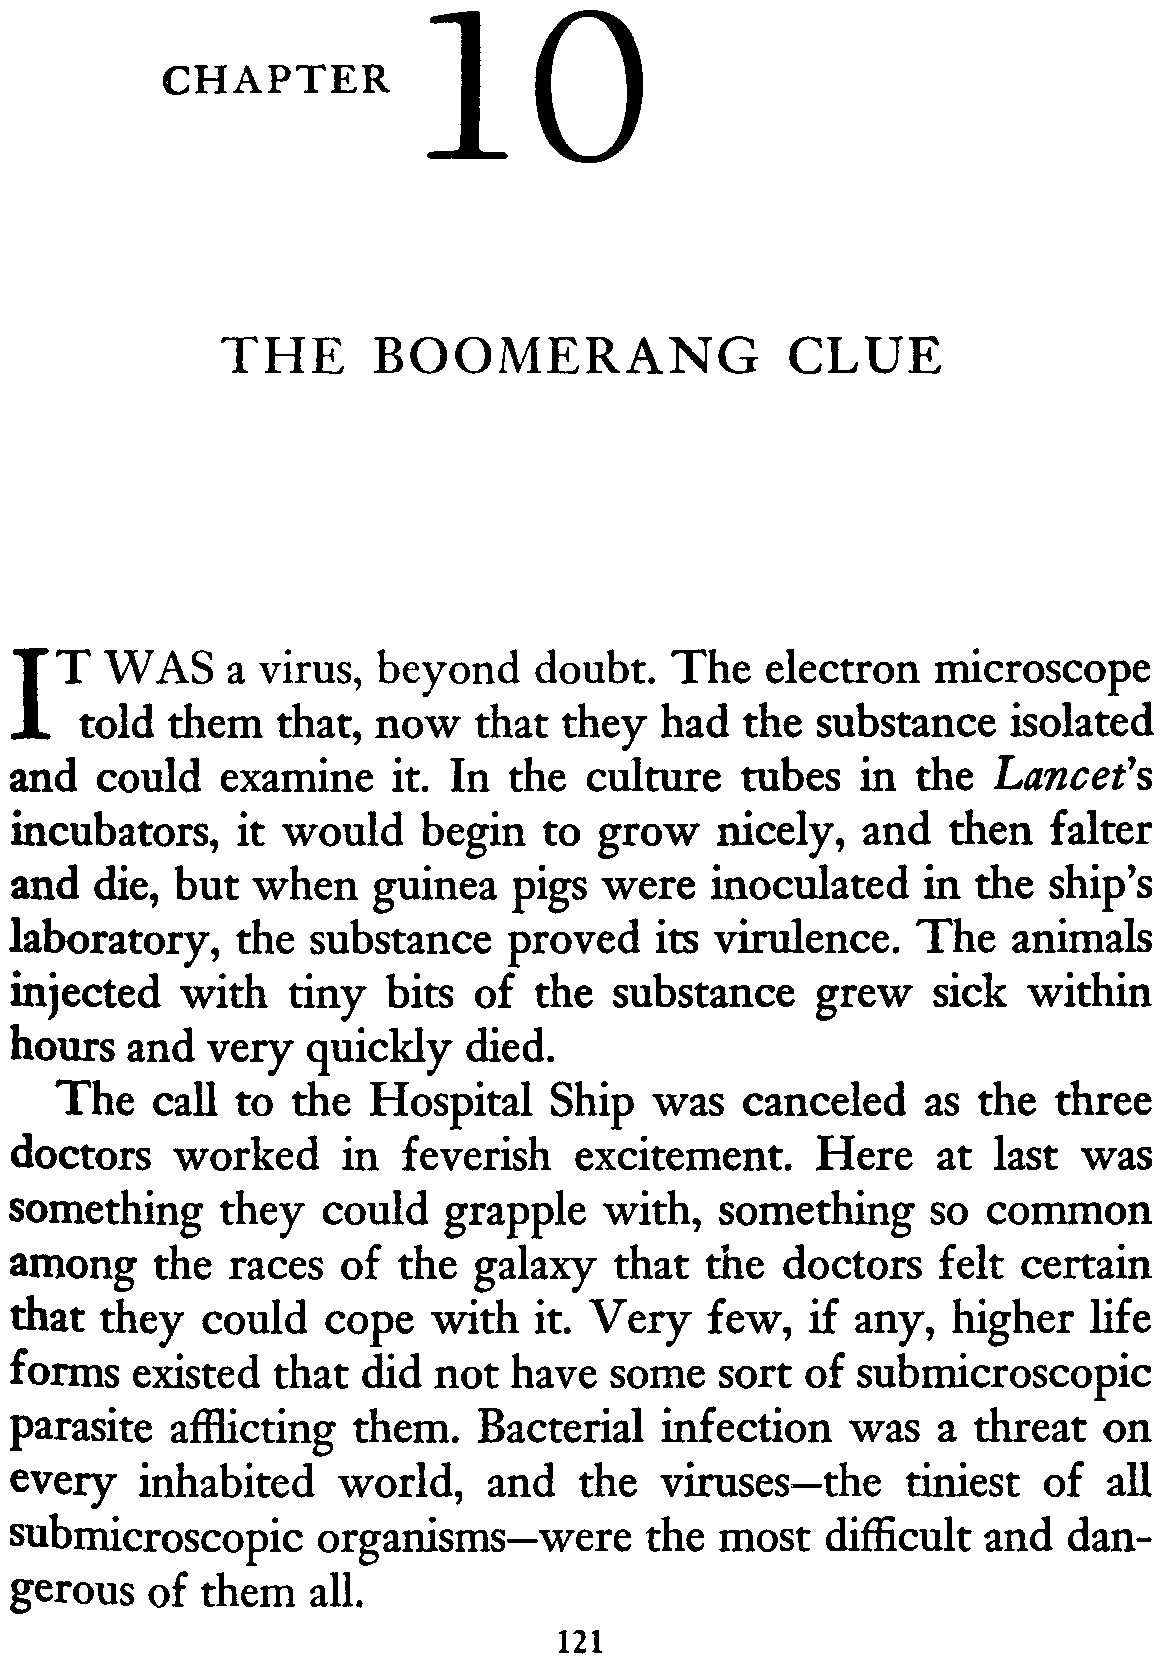 CHAPTER 10
THE BOOMERANG CLUE
IT WAS a virus, beyond doubt. The electron microscope
told them that, now that they had the substance isolated
and could examine it. In the culture tubes in the Lancet's
incubators, it would begin to grow nicely, and then falter
and die, but when guinea pigs were inoculated in the ship's
laboratory, the substance proved its virulence. The animals
injected with tiny bits of the substance grew sick within
hours and very quickly died.
The call to the Hospital Ship was canceled as the three
doctors worked in feverish excitement. Here at last was
something they could grapple with, something so common
among the races of the galaxy that the doctors felt certain
that they could cope with it. Very few, if any, higher life
forms existed that did not have some sort of submicroscopic
parasite afflicting them. Bacterial infection was a threat on
every inhabited world, and the viruses—the tiniest of all
submicroscopic organisms—were the most difficult and dan-
gerous of them all.
121